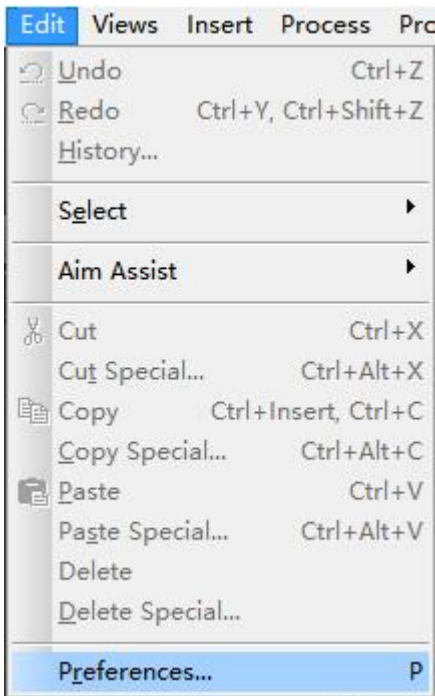 Edit Views Insert Process Pro
Undo Ctrl+Z
Redo Ctrl+Y, Ctrl+Shift+Z
History...
Select
Aim Assist
Cut Ctrl+X
Cut Special... Ctrl+Alt+X
Copy Ctrl+Insert, Ctrl+C
Copy Special... Ctrl+Alt+C
Paste Ctrl+V
Paste Special... Ctrl+Alt+V
Delete
Delete Special...
Preferences... P